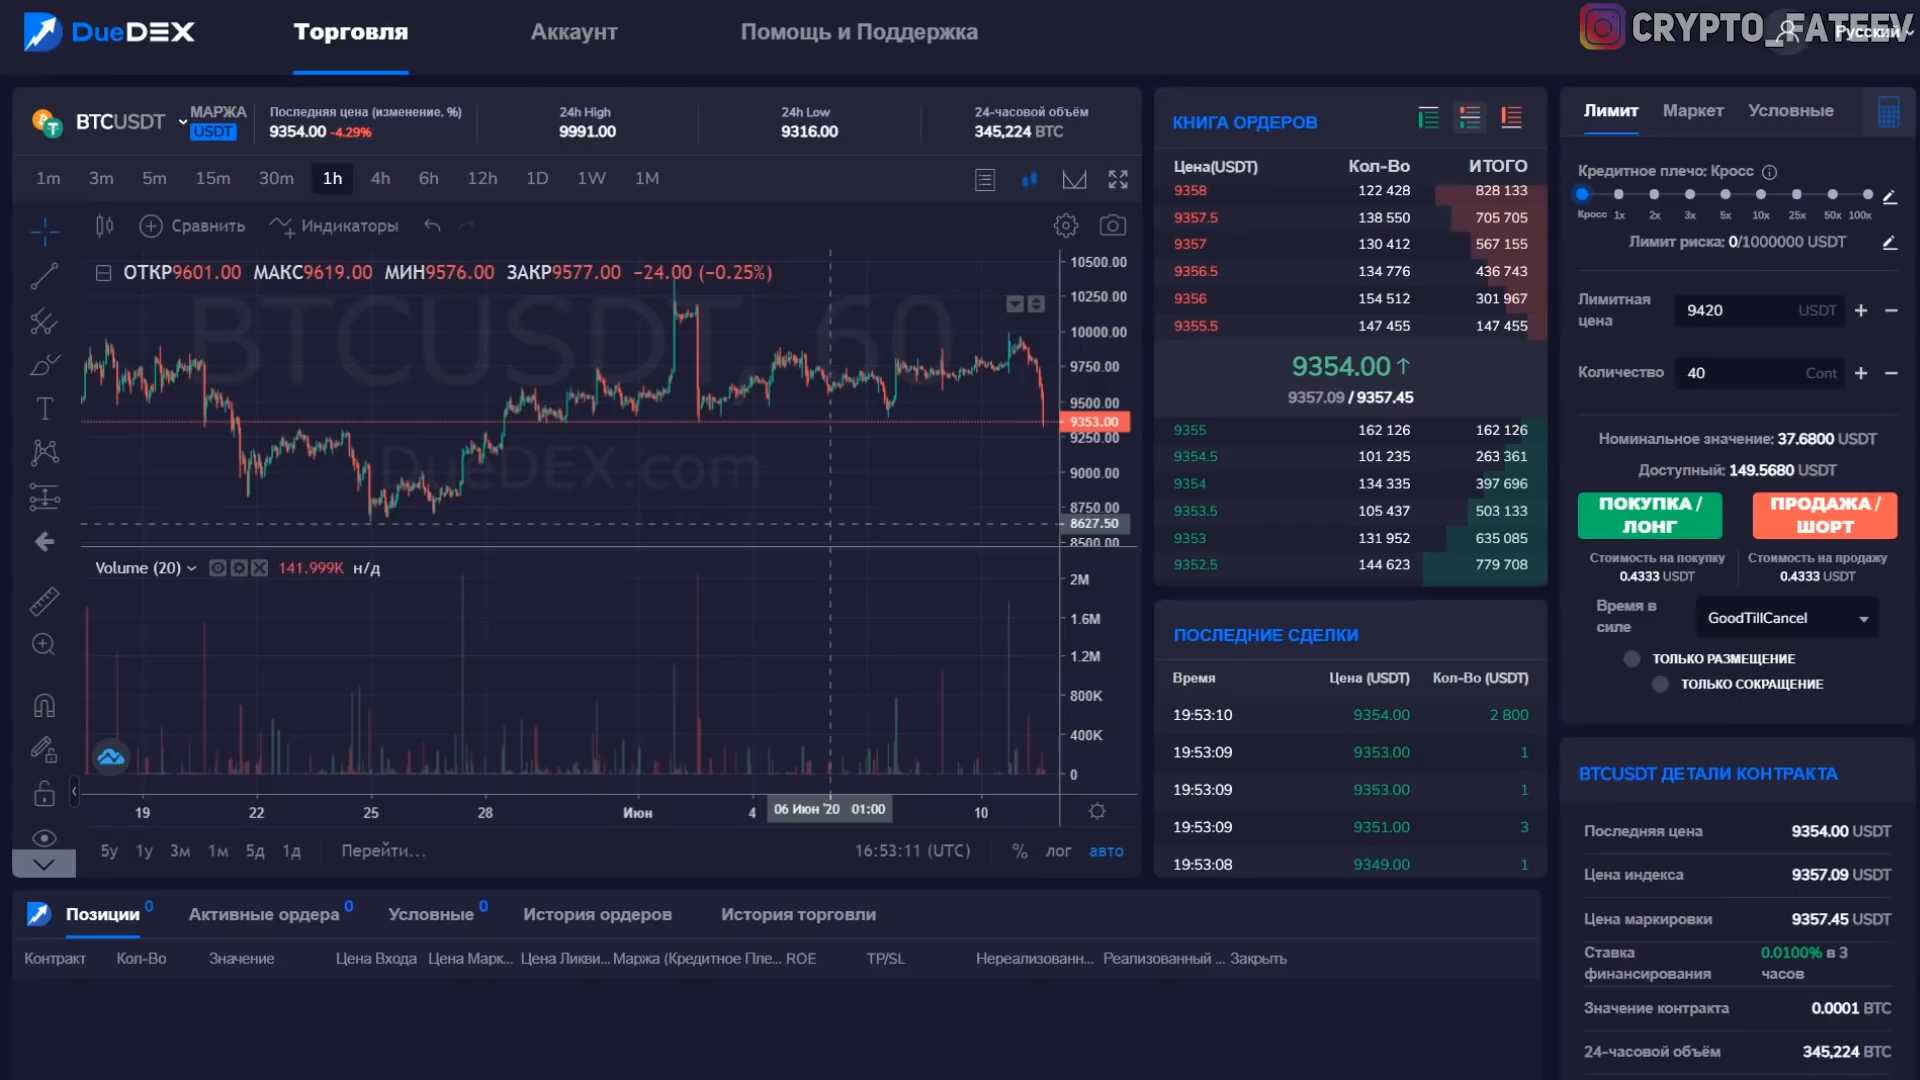 DueDEX
Торговля
Аккаунт
Помощь и Поддержка
CRYPTO_FATEEV
Русский
BTCUSDT
МАРЖА
USDT
Последняя цена (изменение. %)
9354.00 -4.29%
24h High
9991.00
24h Low
9316.00
24-часовой объём
345,224 BTC
1m 3m 5m 15m 30m 1h 4h 6h 12h 1D 1W 1M
Сравнить
Индикаторы
ОТКР9601.00 МАКС9619.00 МИН9576.00 ЗАКР9577.00 −24.00 (−0.25%)
BTCUSDT, 60
DueDEX.com
10500.00
10250.00
10000.00
9750.00
9500.00
9353.00
9250.00
9000.00
8750.00
8627.50
8500.00
Volume (20) 141.999K н/д
2M
1.6M
1.2M
800K
400K
0
19 22 25 28 Июн 4 06 Июн '20 01:00 10
5y 1y 3м 1м 5д 1д Перейти... 16:53:11 (UTC) % лог авто
КНИГА ОРДЕРОВ
Цена(USDT) Кол-Во ИТОГО
9358 122 428 828 133
9357.5 138 550 705 705
9357 130 412 567 155
9356.5 134 776 436 743
9356 154 512 301 967
9355.5 147 455 147 455
9354.00↑
9357.09 / 9357.45
9355 162 126 162 126
9354.5 101 235 263 361
9354 134 335 397 696
9353.5 105 437 503 133
9353 131 952 635 085
9352.5 144 623 779 708
ПОСЛЕДНИЕ СДЕЛКИ
Время Цена (USDT) Кол-Во (USDT)
19:53:10 9354.00 2 800
19:53:09 9353.00 1
19:53:09 9353.00 1
19:53:09 9351.00 3
19:53:08 9349.00 1
Лимит Маркет Условные
Кредитное плечо: Кросс
Кросс 1x 2x 3x 5x 10x 25x 50x 100x
Лимит риска: 0/1000000 USDT
Лимитная
цена
9420 USDT + −
Количество 40 Cont + −
Номинальное значение: 37.6800 USDT
Доступный: 149.5680 USDT
ПОКУПКА /
ЛОНГ
ПРОДАЖА /
ШОРТ
Стоимость на покупку
0.4333 USDT
Стоимость на продажу
0.4333 USDT
Время в
силе
GoodTillCancel
ТОЛЬКО РАЗМЕЩЕНИЕ
ТОЛЬКО СОКРАЩЕНИЕ
BTCUSDT ДЕТАЛИ КОНТРАКТА
Последняя цена 9354.00 USDT
Цена индекса 9357.09 USDT
Цена маркировки 9357.45 USDT
Ставка
финансирования
0.0100% в 3
часов
Значение контракта 0.0001 BTC
24-часовой объём 345,224 BTC
Позиции 0 Активные ордера 0 Условные 0 История ордеров История торговли
Контракт Кол-Во Значение Цена Входа Цена Марк... Цена Ликви... Маржа (Кредитное Пле... ROE TP/SL Нереализованн... Реализованный ... Закрыть